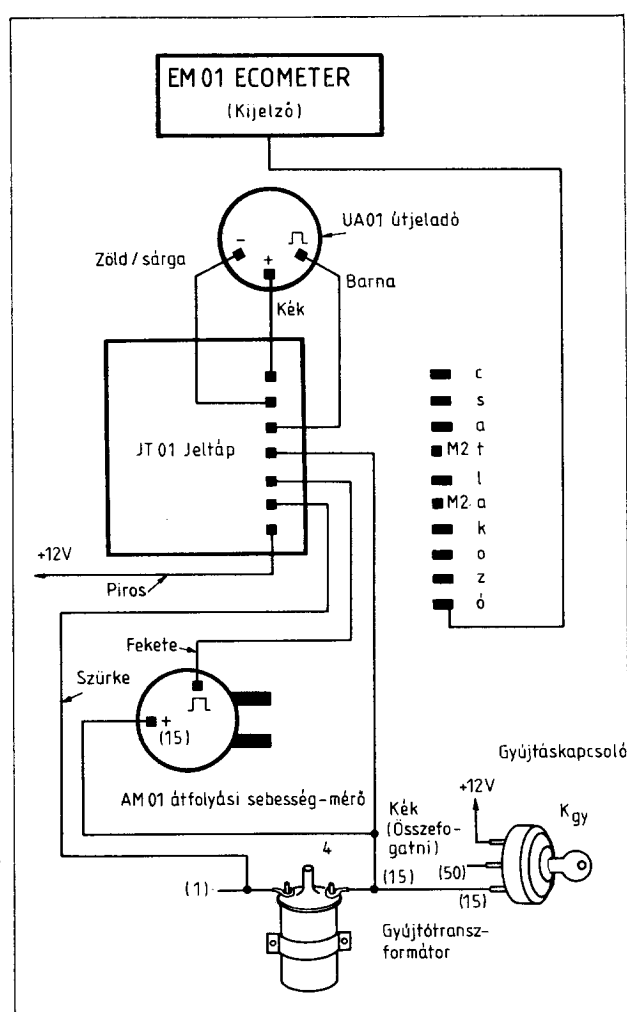 EM 01 ECOMETER
(Kijelző)
UA01 útjeladó
-
+
Zöld / sárga
Barna
Kék
JT 01 Jeltáp
c
s
a
M2 t
l
M2. a
k
o
z
ó
+12V
Piros
Fekete
Szürke
+
(15)
AM 01 átfolyási sebesség-mérő
Gyújtáskapcsoló
+12V
Kgy
Kék
(Összefo-
gatni)
4
(1)
(15)
(50)
(15)
Gyújtótransz-
formátor